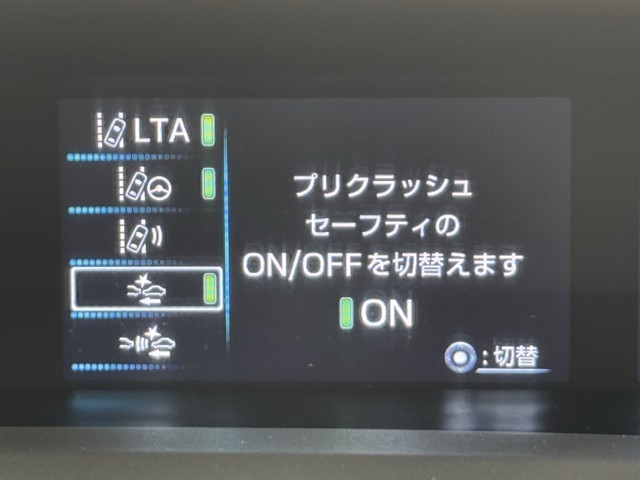 LTA
プリクラッシュ
セーフティの
ON/OFFを切替えます
ON
:切替